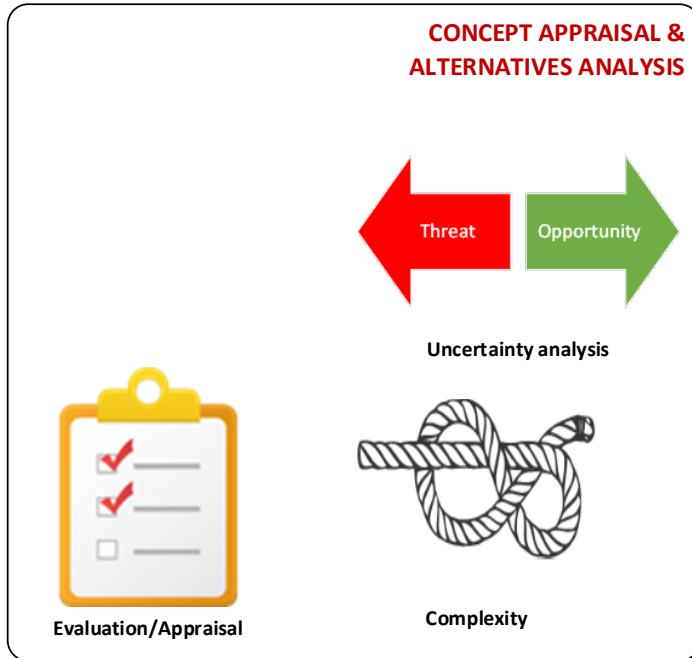 CONCEPT APPRAISAL &
ALTERNATIVES ANALYSIS
Threat
Opportunity
Uncertainty analysis
Evaluation/Appraisal
Complexity